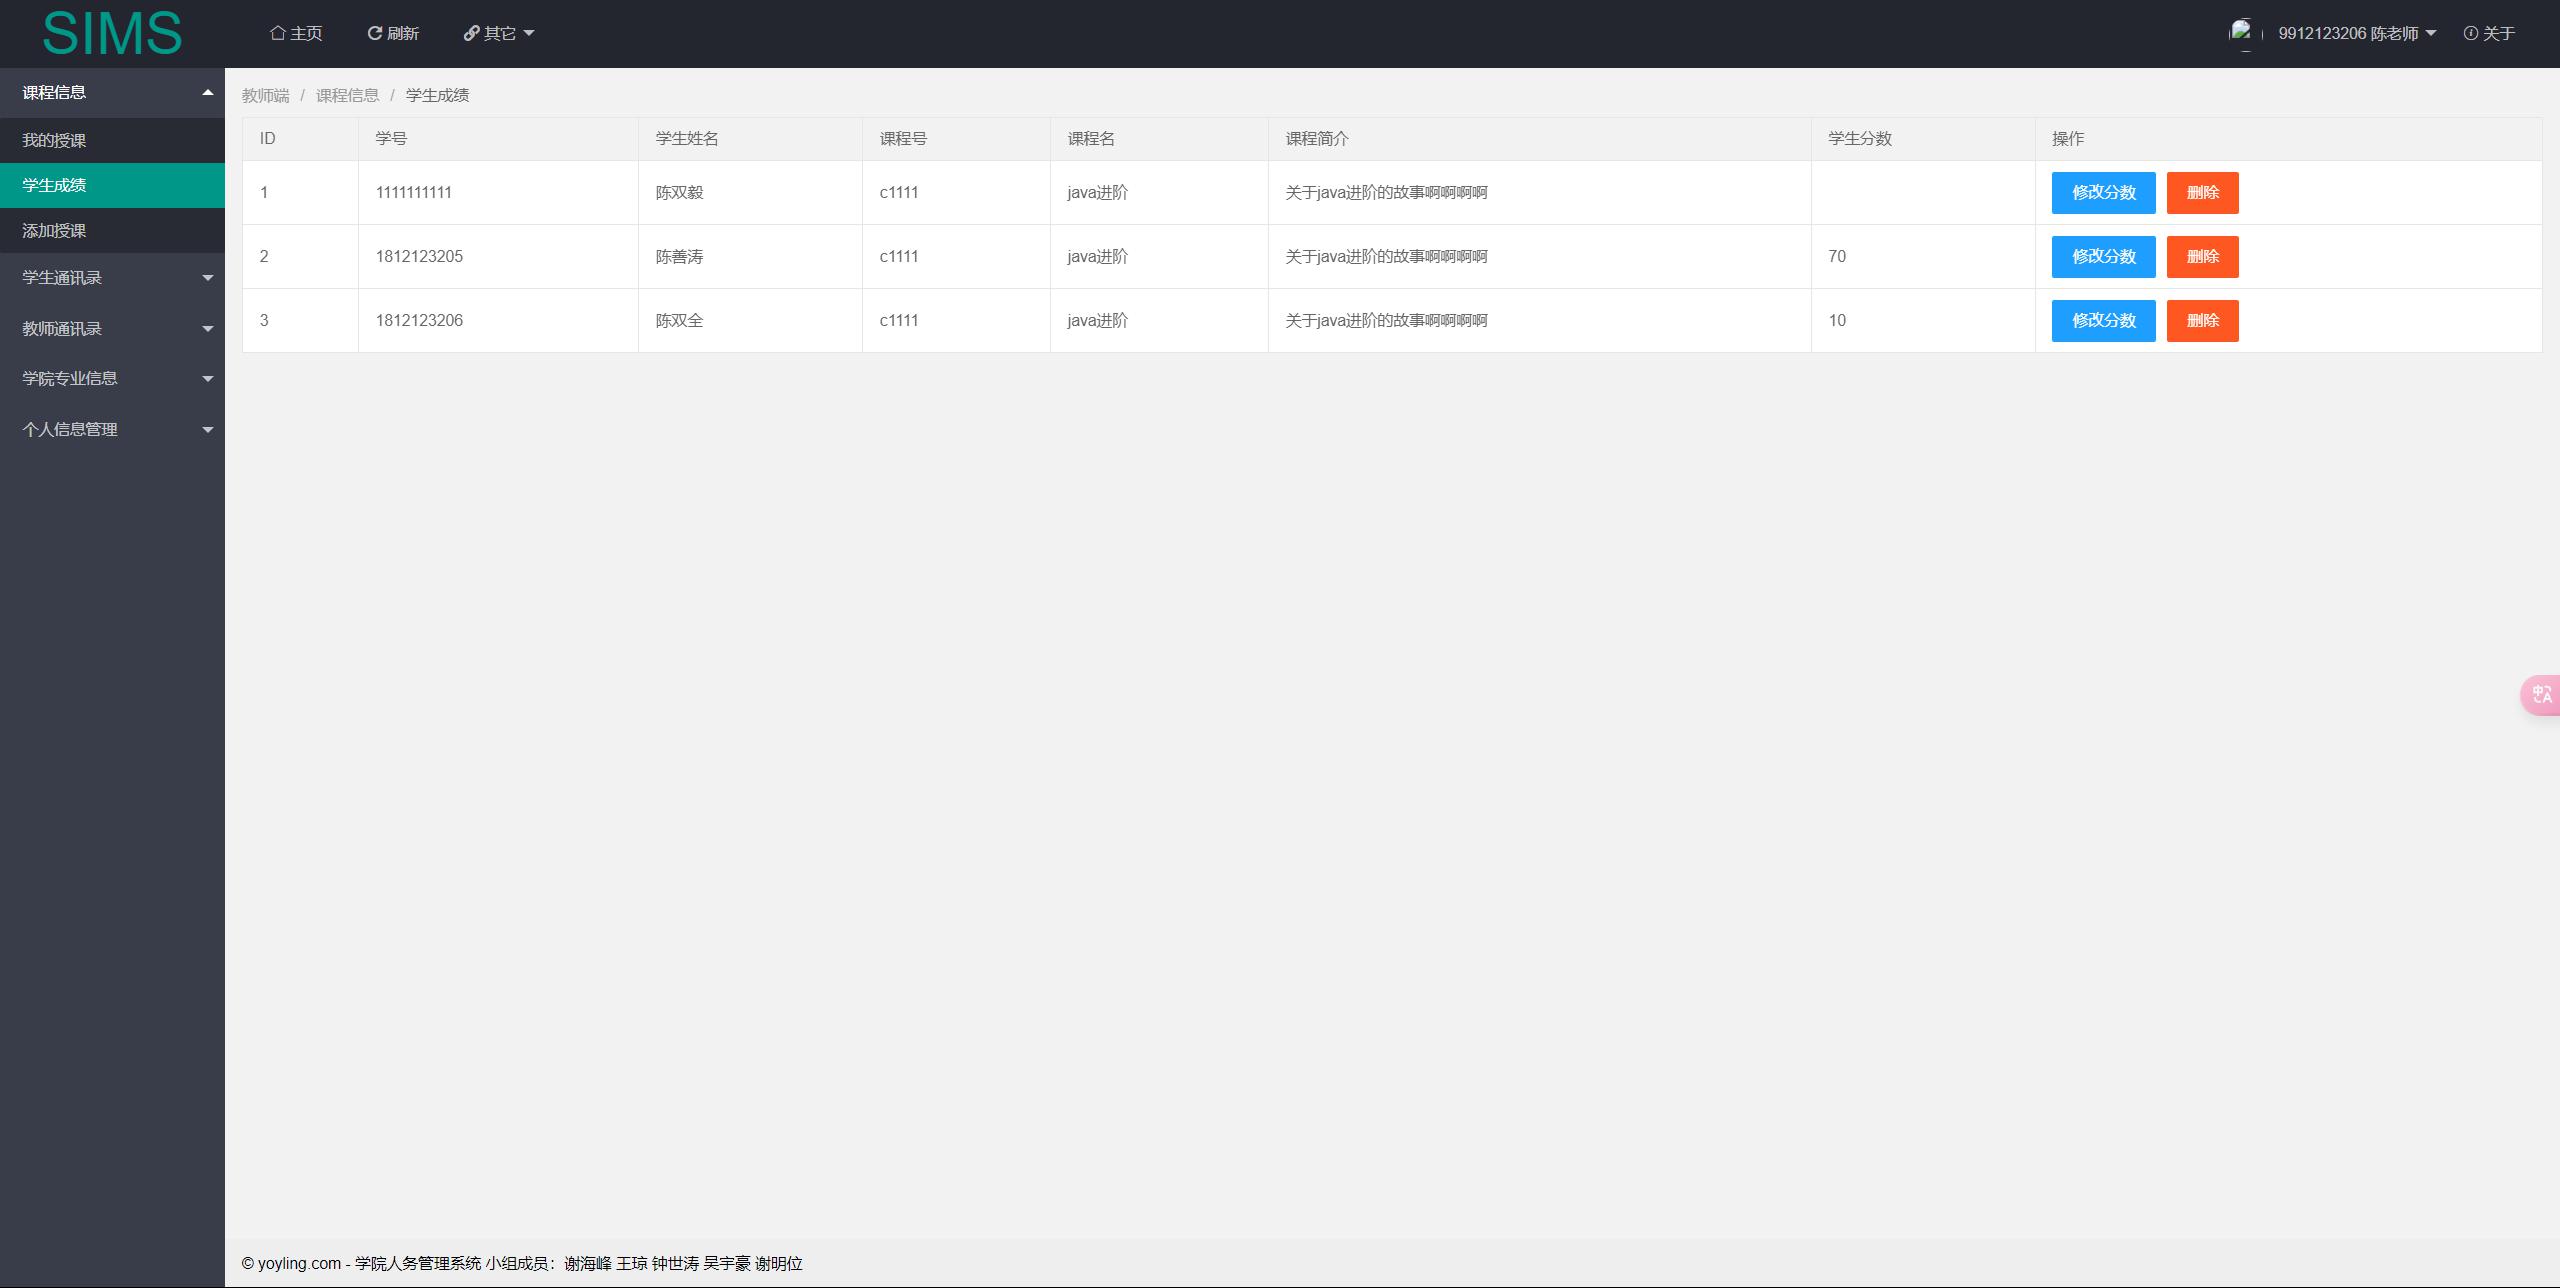 SIMS 主页 刷新 其它 9912123206 陈老师 关于
课程信息
我的授课
学生成绩
添加授课
学生通讯录
教师通讯录
学院专业信息
个人信息管理
教师端 / 课程信息 / 学生成绩
ID 学号 学生姓名 课程号 课程名 课程简介 学生分数 操作
1 1111111111 陈双毅 c1111 java进阶 关于java进阶的故事啊啊啊啊 修改分数 删除
2 1812123205 陈善涛 c1111 java进阶 关于java进阶的故事啊啊啊啊 70 修改分数 删除
3 1812123206 陈双全 c1111 java进阶 关于java进阶的故事啊啊啊啊 10 修改分数 删除
© yoyling.com - 学院人务管理系统 小组成员：谢海峰 王琼 钟世涛 吴宇豪 谢明位